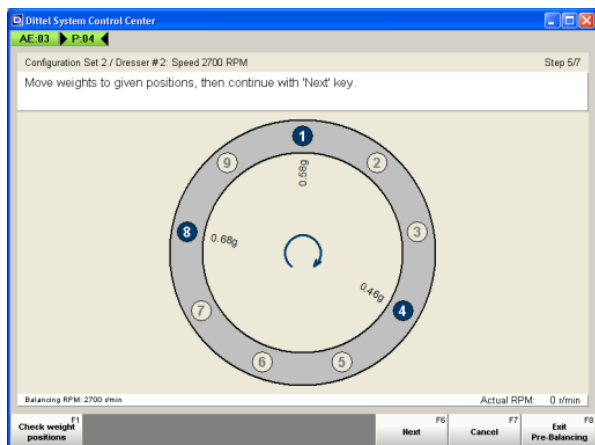 Dittel System Control Center
AE:03 P:04
Configuration Set 2 / Dresser #2: Speed 2700 RPM Step 5/7
Move weights to given positions, then continue with 'Next' key.
1
9 2
0.58g
8 3
0.68g
0.46g
7 4
6 5
Balancing RPM: 2700 r/min Actual RPM: 0 r/min
F1 F6 F7 F8
Check weight positions Next Cancel Exit Pre-Balancing